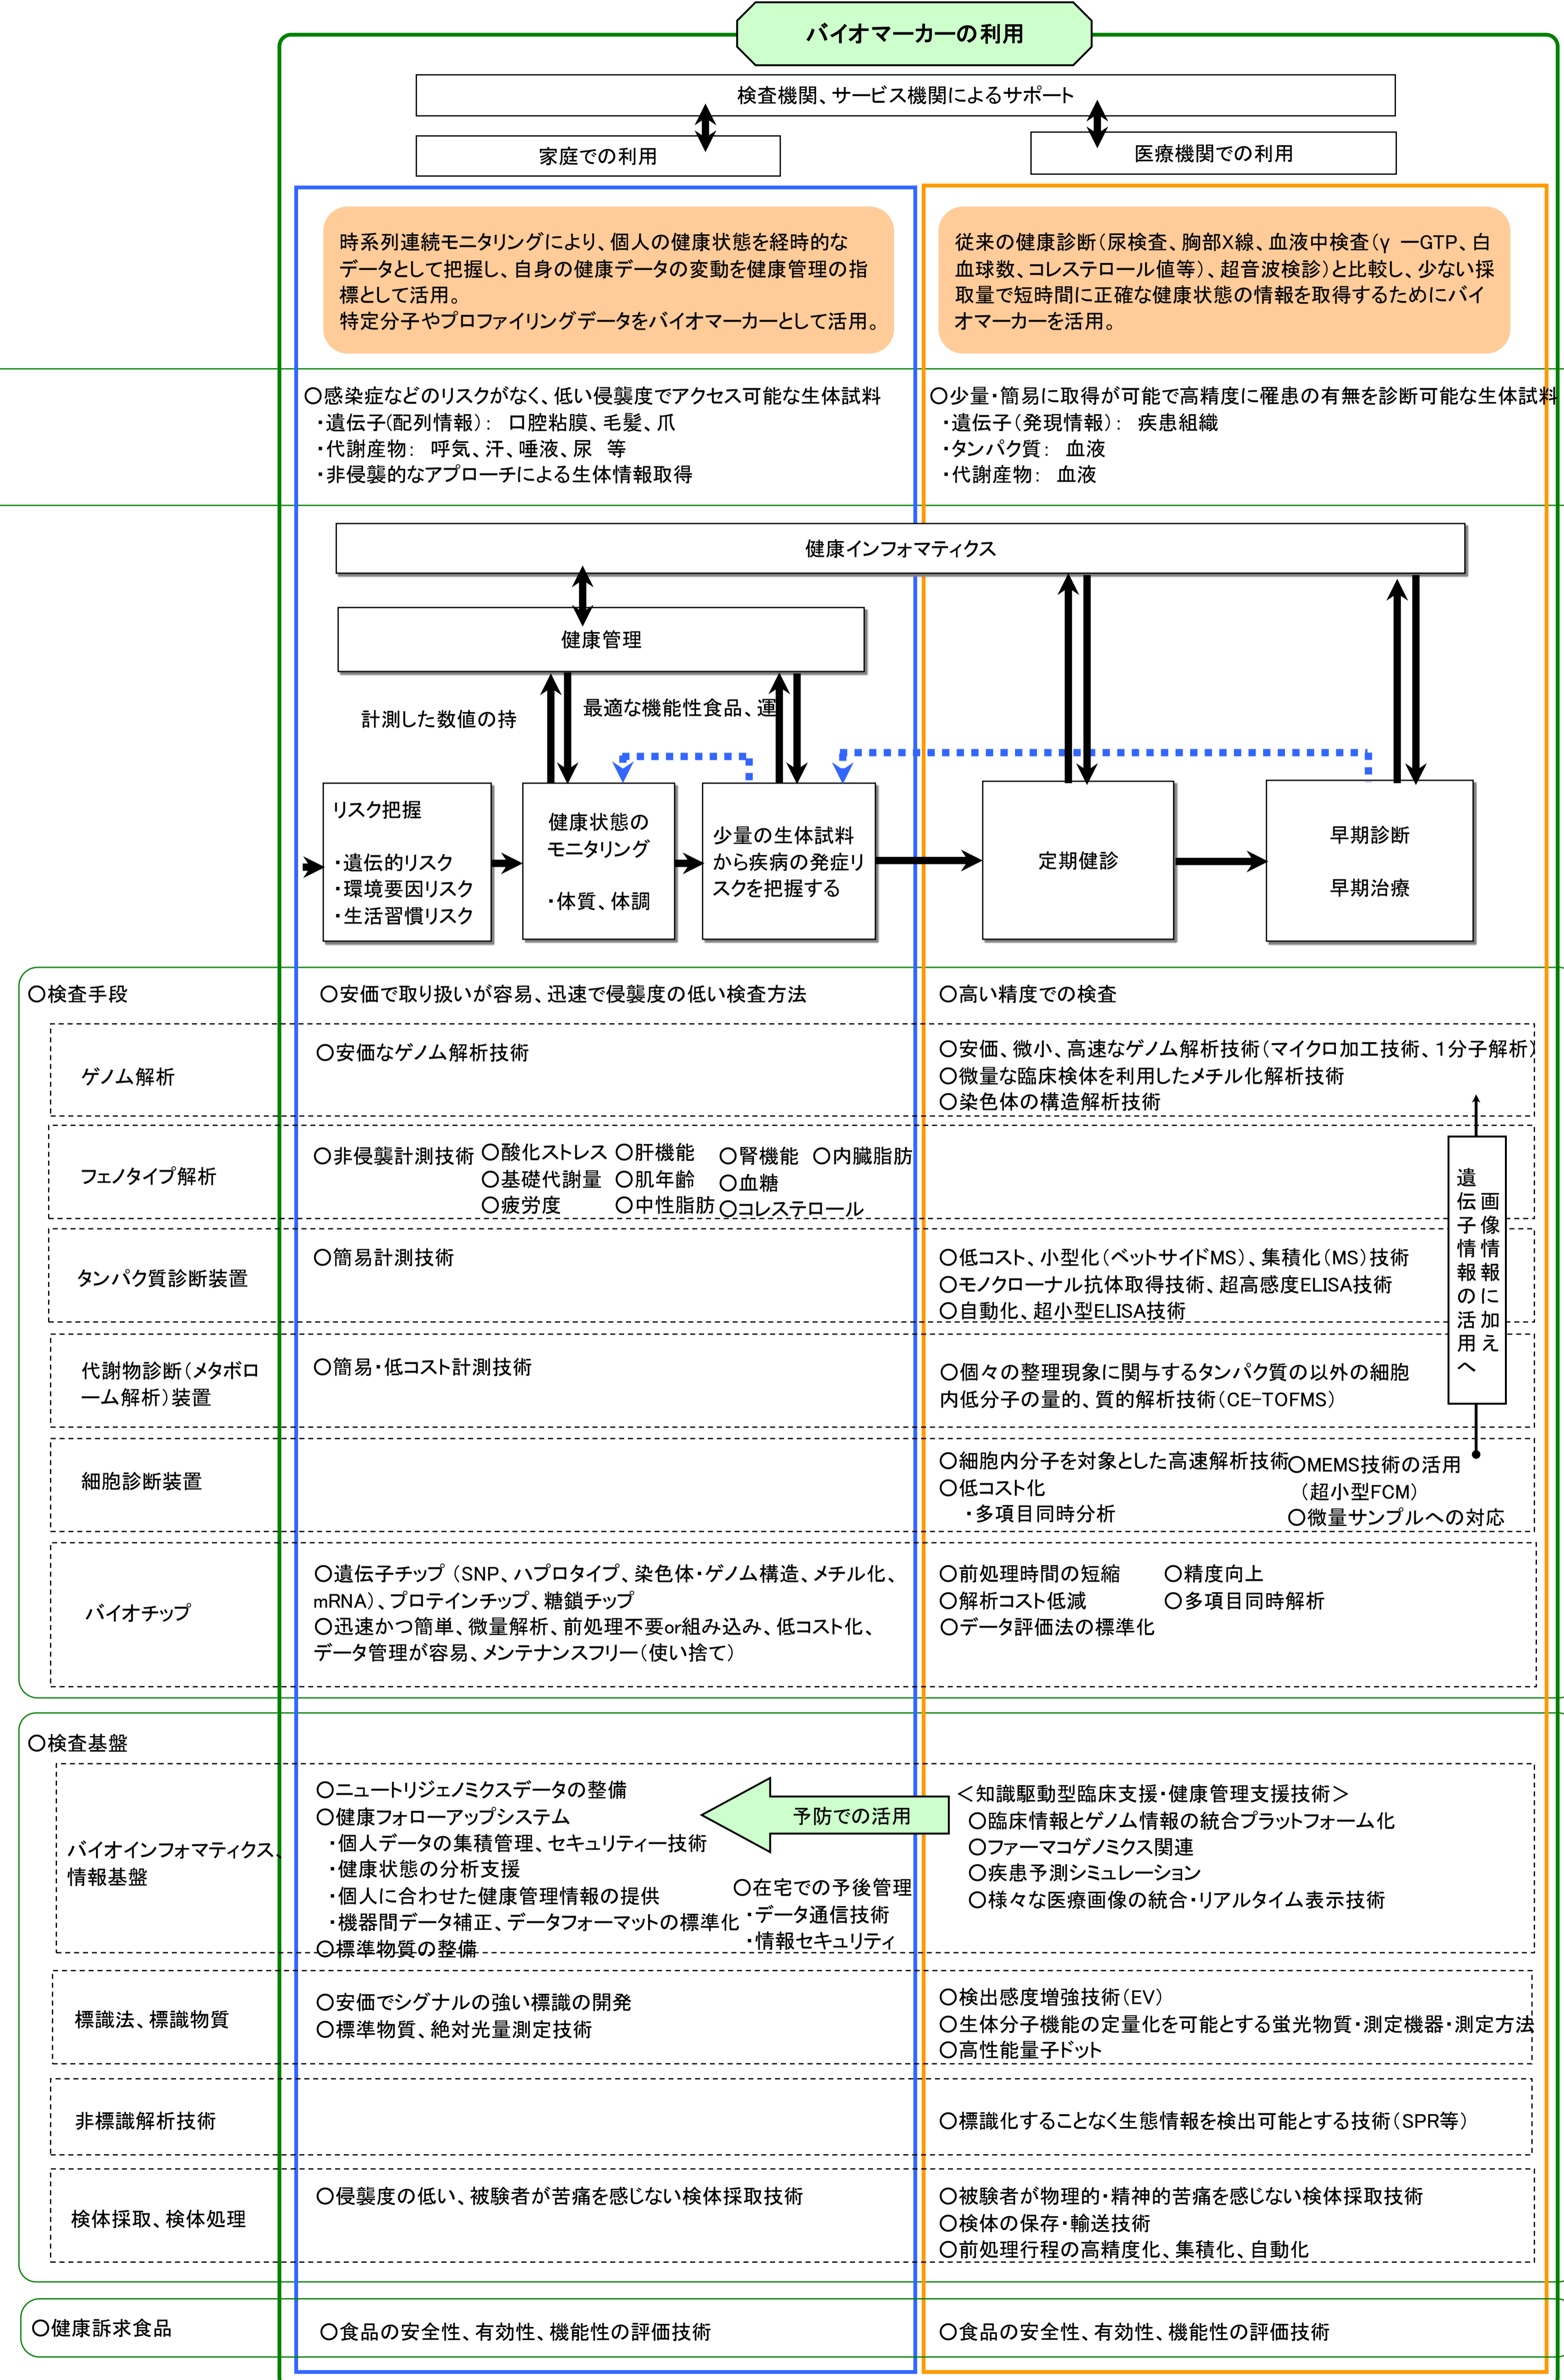 バイオマーカーの利用
検査機関、サービス機関によるサポート
家庭での利用
医療機関での利用
時系列連続モニタリングにより、個人の健康状態を経時的な
データとして把握し、自身の健康データの変動を健康管理の指
標として活用。
特定分子やプロファイリングデータをバイオマーカーとして活用。
従来の健康診断（尿検査、胸部X線、血液中検査（γ ーGTP、白
血球数、コレステロール値等）、超音波検診）と比較し、少ない採
取量で短時間に正確な健康状態の情報を取得するためにバイ
オマーカーを活用。
〇感染症などのリスクがなく、低い侵襲度でアクセス可能な生体試料
・遺伝子（配列情報）： 口腔粘膜、毛髪、爪
・代謝産物： 呼気、汗、唾液、尿 等
・非侵襲的なアプローチによる生体情報取得
〇少量・簡易に取得が可能で高精度に罹患の有無を診断可能な生体試料
・遺伝子（発現情報）： 疾患組織
・タンパク質： 血液
・代謝産物： 血液
健康インフォマティクス
健康管理
計測した数値の持
最適な機能性食品、運
リスク把握
・遺伝的リスク
・環境要因リスク
・生活習慣リスク
健康状態の
モニタリング
・体質、体調
少量の生体試料
から疾病の発症リ
スクを把握する
定期健診
早期診断
早期治療
〇検査手段
〇安価で取り扱いが容易、迅速で侵襲度の低い検査方法
〇高い精度での検査
ゲノム解析
〇安価なゲノム解析技術
〇安価、微小、高速なゲノム解析技術（マイクロ加工技術、１分子解析）
〇微量な臨床検体を利用したメチル化解析技術
〇染色体の構造解析技術
フェノタイプ解析
〇非侵襲計測技術
〇酸化ストレス
〇基礎代謝量
〇疲労度
〇肝機能
〇肌年齢
〇中性脂肪
〇腎機能
〇血糖
〇コレステロール
〇内臓脂肪
画像情報に加え
遺伝子情報の活用へ
タンパク質診断装置
〇簡易計測技術
〇低コスト、小型化（ベットサイドMS）、集積化（MS）技術
〇モノクローナル抗体取得技術、超高感度ELISA技術
〇自動化、超小型ELISA技術
代謝物診断（メタボロ
ーム解析）装置
〇簡易・低コスト計測技術
〇個々の整理現象に関与するタンパク質の以外の細胞
内低分子の量的、質的解析技術（CE-TOFMS）
細胞診断装置
〇細胞内分子を対象とした高速解析技術
〇低コスト化
・多項目同時分析
〇MEMS技術の活用
（超小型FCM）
〇微量サンプルへの対応
バイオチップ
〇遺伝子チップ （SNP、ハプロタイプ、染色体・ゲノム構造、メチル化、
mRNA）、プロテインチップ、糖鎖チップ
〇迅速かつ簡単、微量解析、前処理不要or組み込み、低コスト化、
データ管理が容易、メンテナンスフリー（使い捨て）
〇前処理時間の短縮
〇解析コスト低減
〇データ評価法の標準化
〇精度向上
〇多項目同時解析
〇検査基盤
バイオインフォマティクス、
情報基盤
〇ニュートリジェノミクスデータの整備
〇健康フォローアップシステム
・個人データの集積管理、セキュリティー技術
・健康状態の分析支援
・個人に合わせた健康管理情報の提供
・機器間データ補正、データフォーマットの標準化
〇標準物質の整備
予防での活用
〇在宅での予後管理
・データ通信技術
・情報セキュリティ
＜知識駆動型臨床支援・健康管理支援技術＞
〇臨床情報とゲノム情報の統合プラットフォーム化
〇ファーマコゲノミクス関連
〇疾患予測シミュレーション
〇様々な医療画像の統合・リアルタイム表示技術
標識法、標識物質
〇安価でシグナルの強い標識の開発
〇標準物質、絶対光量測定技術
〇検出感度増強技術（EV）
〇生体分子機能の定量化を可能とする蛍光物質・測定機器・測定方法
〇高性能量子ドット
非標識解析技術
〇標識化することなく生態情報を検出可能とする技術（SPR等）
検体採取、検体処理
〇侵襲度の低い、被験者が苦痛を感じない検体採取技術
〇被験者が物理的・精神的苦痛を感じない検体採取技術
〇検体の保存・輸送技術
〇前処理行程の高精度化、集積化、自動化
〇健康訴求食品
〇食品の安全性、有効性、機能性の評価技術
〇食品の安全性、有効性、機能性の評価技術